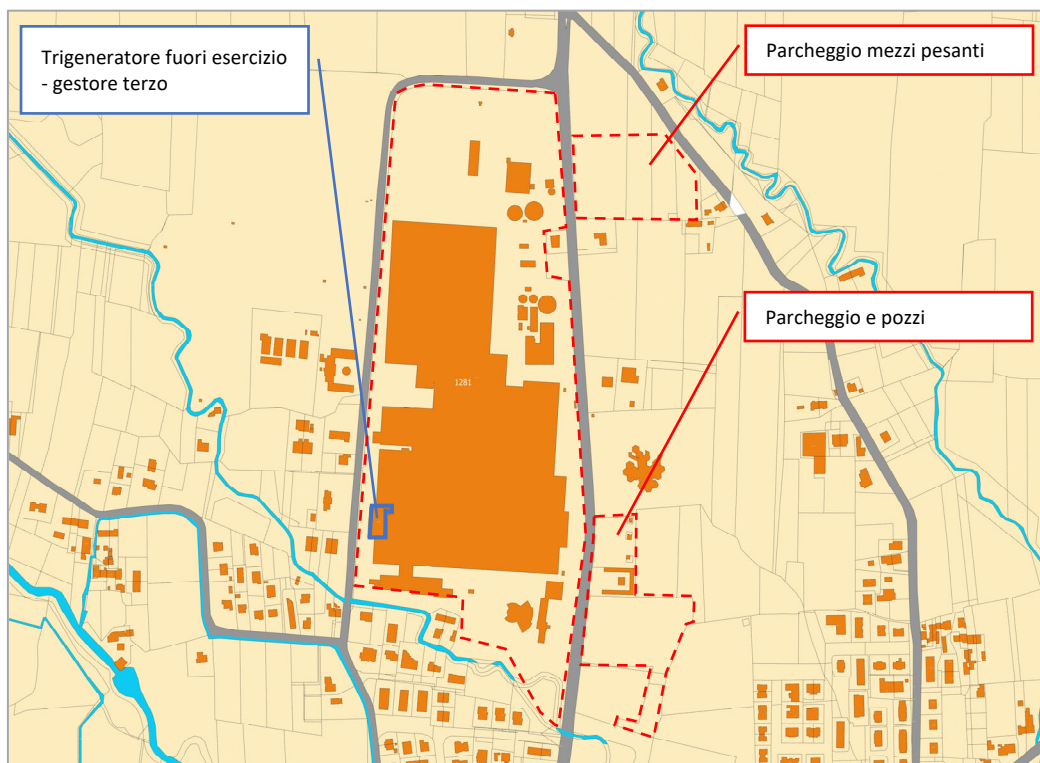 Trigeneratore fuori esercizio
- gestore terzo
Parcheggio mezzi pesanti
Parcheggio e pozzi
1281